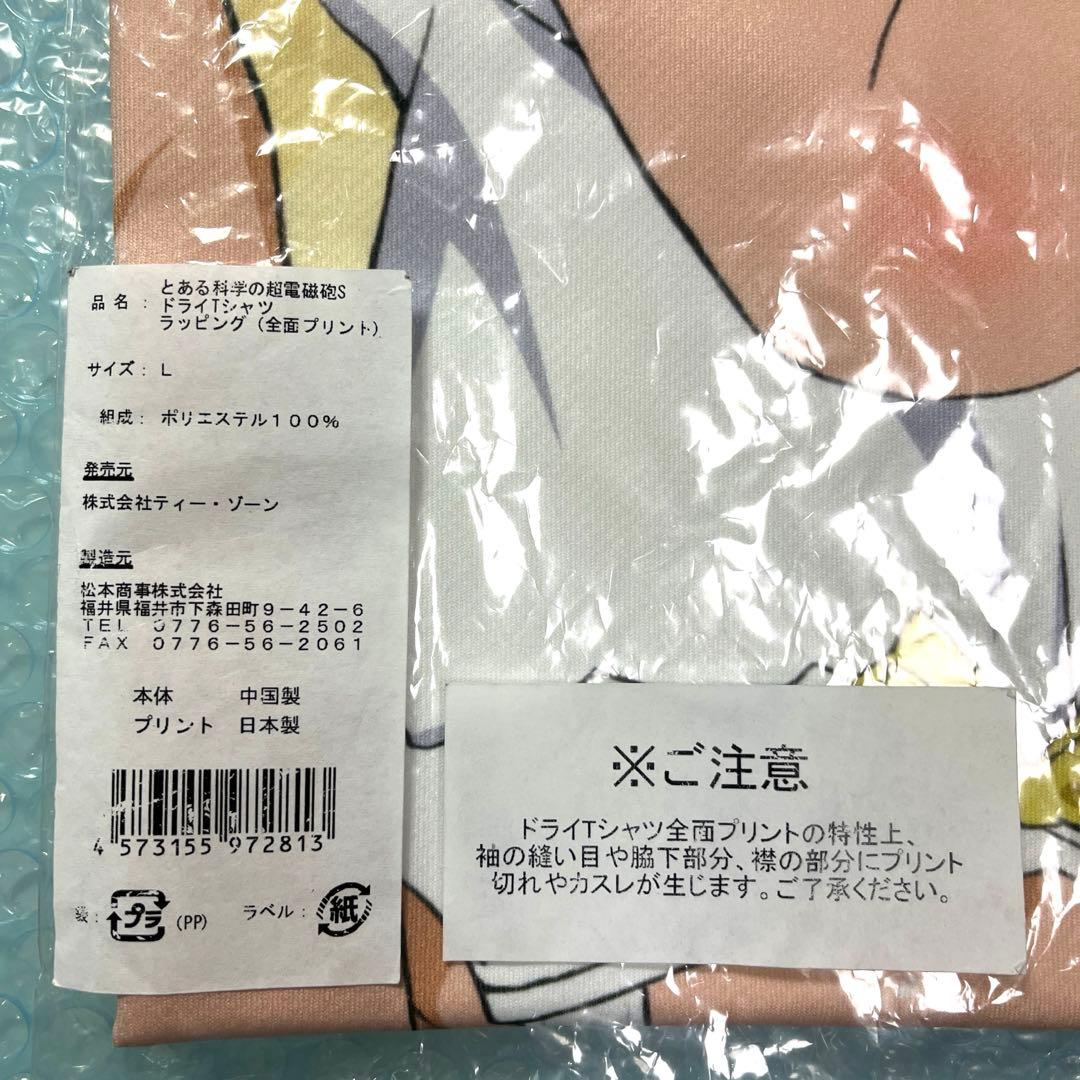 品名： とある科学の超電磁砲S
ドライTシャツ
ラッピング（全面プリント）
サイズ： L
組成： ポリエステル１００％
発売元
株式会社ティー・ゾーン
製造元
松本商事株式会社
福井県福井市下森田町９－４２－６
ＴＥＬ ０７７６－５６－２５０２
ＦＡＸ ０７７６－５６－２０６１
本体 中国製
プリント 日本製
4 573155 972813
プラ (PP) ラベル： 紙
※ご注意
ドライTシャツ全面プリントの特性上、
袖の縫い目や脇下部分、襟の部分にプリント
切れやカスレが生じます。ご了承ください。